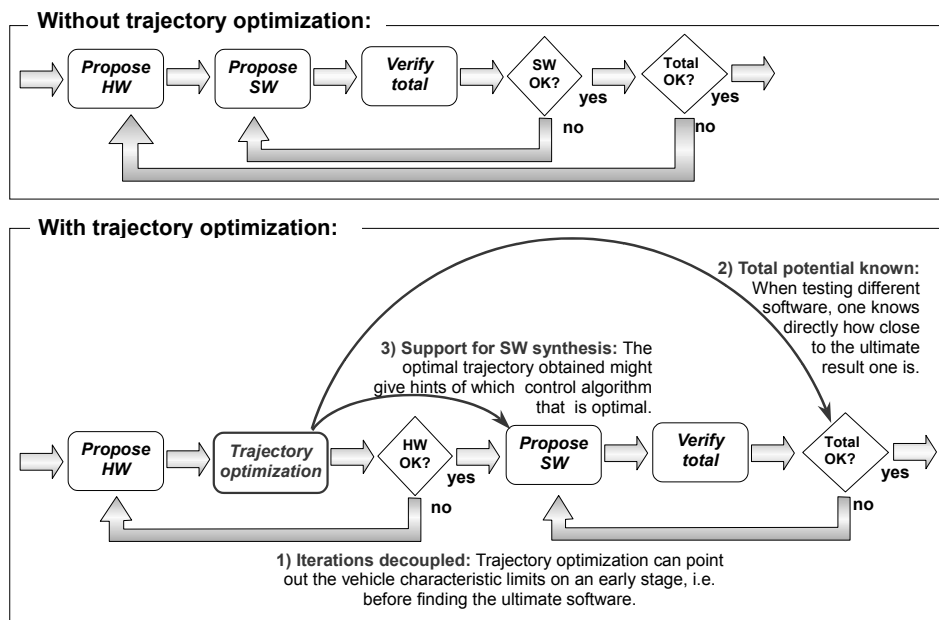 Without trajectory optimization:
Propose
HW
Propose
SW
Verify
total
SW
OK?
yes
no
Total
OK?
yes
no
With trajectory optimization:
2) Total potential known:
When testing different
software, one knows
directly how close
to the ultimate
result one is.
3) Support for SW synthesis: The
optimal trajectory obtained might
give hints of which control algorithm
that is optimal.
Propose
HW
Trajectory
optimization
HW
OK?
yes
no
Propose
SW
Verify
total
Total
OK?
yes
no
1) Iterations decoupled: Trajectory optimization can point
out the vehicle characteristic limits on an early stage, i.e.
before finding the ultimate software.